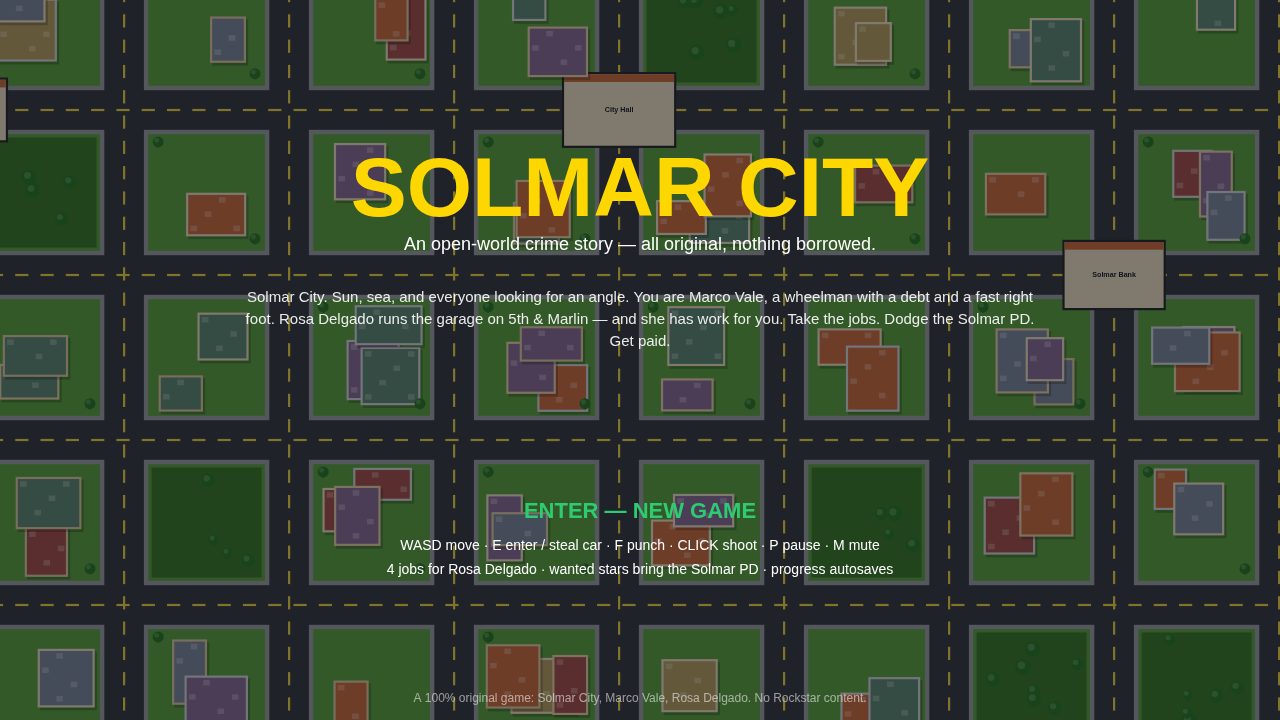 City Hall
SOLMAR CITY
An open-world crime story — all original, nothing borrowed.
Solmar Bank
Solmar City. Sun, sea, and everyone looking for an angle. You are Marco Vale, a wheelman with a debt and a fast right
foot. Rosa Delgado runs the garage on 5th & Marlin — and she has work for you. Take the jobs. Dodge the Solmar PD.
Get paid.
ENTER — NEW GAME
WASD move · E enter / steal car · F punch · CLICK shoot · P pause · M mute
4 jobs for Rosa Delgado · wanted stars bring the Solmar PD · progress autosaves
A 100% original game: Solmar City, Marco Vale, Rosa Delgado. No Rockstar content.